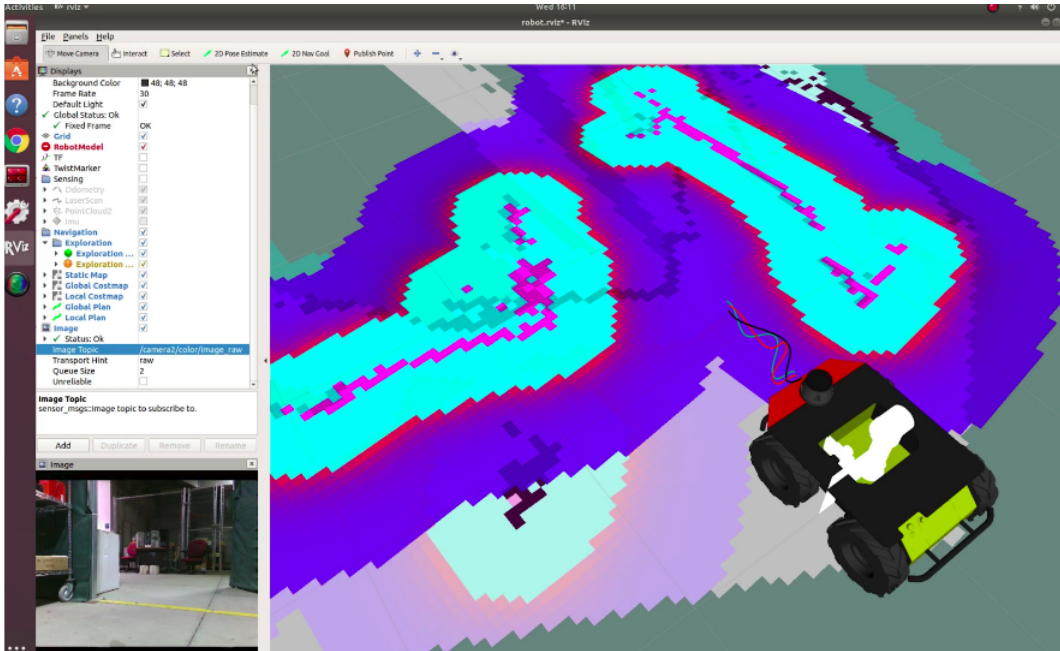 Activities
rviz
Wed 16:11
robot.rviz* - RViz
File Panels Help
Move Camera
Interact
Select
2D Pose Estimate
2D Nav Goal
Publish Point
Displays
Background Color 48; 48; 48
Frame Rate 30
Default Light
Global Status: Ok
Fixed Frame OK
Grid
RobotModel
TF
TwistMarker
Sensing
Odometry
LaserScan
PointCloud2
Imu
Navigation
Exploration
Exploration ...
Exploration ...
Static Map
Global Costmap
Local Costmap
Global Plan
Local Plan
Image
Status: Ok
Image Topic /camera2/color/image_raw
Transport Hint raw
Queue Size 2
Unreliable
Image Topic
sensor_msgs::Image topic to subscribe to.
Add Duplicate Remove Rename
Image
RViz